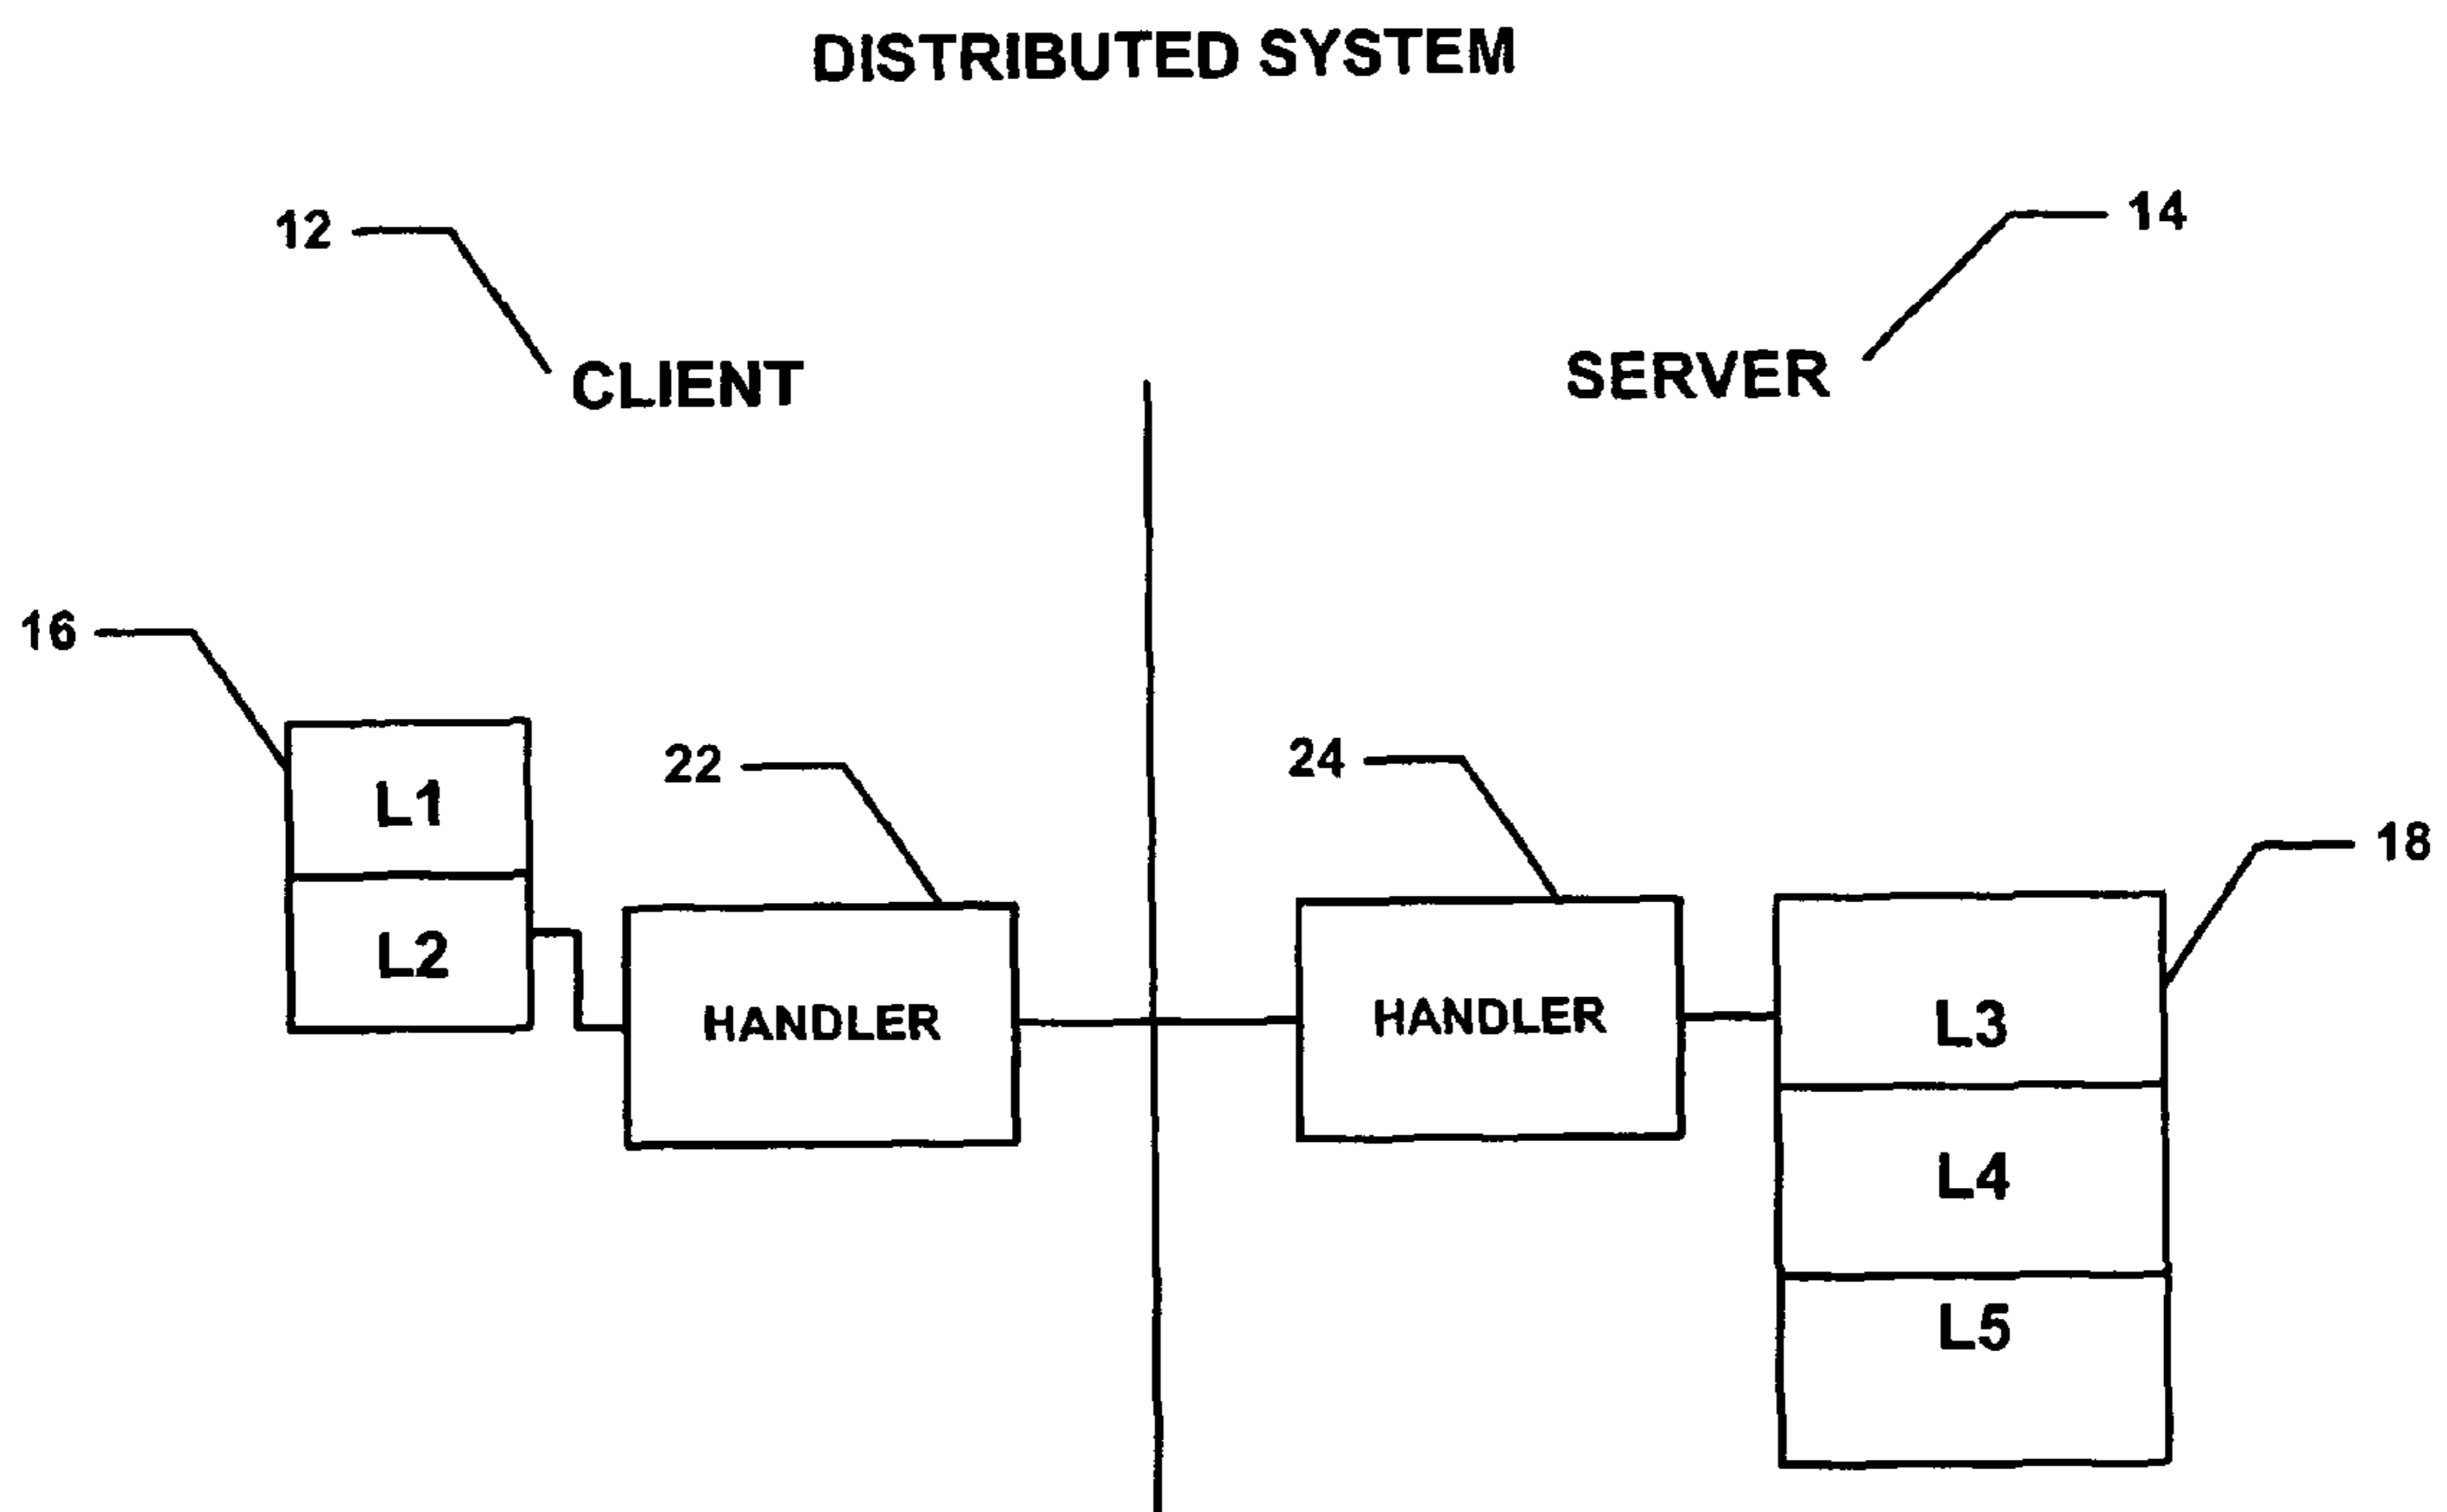 DISTRIBUTED SYSTEM
12
14
CLIENT
SERVER
16
22
24
L1
18
L2
HANDLER
HANDLER
L3
L4
L5